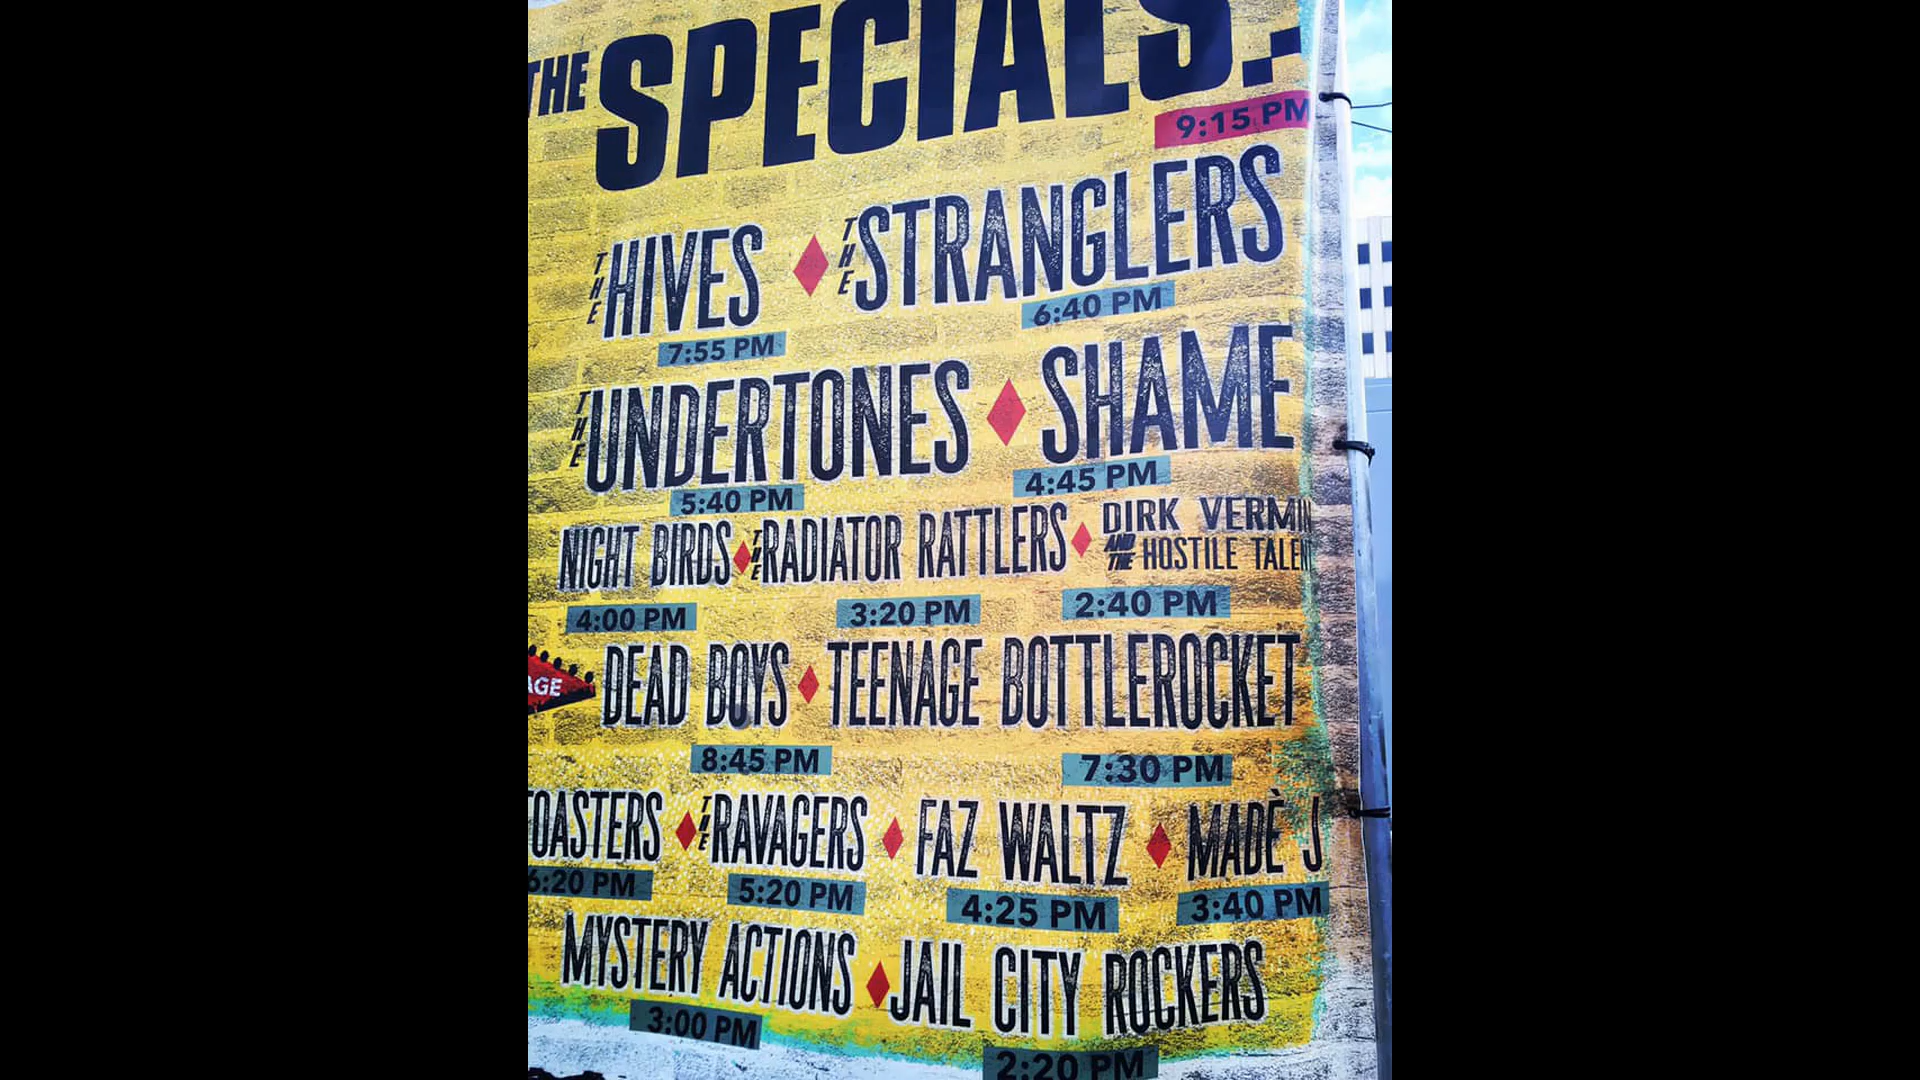 THE SPECIALS.
9:15 PM
THE HIVES THE STRANGLERS
6:40 PM
7:55 PM
THE UNDERTONES SHAME
4:45 PM
5:40 PM
NIGHT BIRDS THE RADIATOR RATTLERS DIRK VERMIN
AND THE HOSTILE TALEN
4:00 PM 3:20 PM 2:40 PM
AGE DEAD BOYS TEENAGE BOTTLEROCKET
8:45 PM 7:30 PM
OASTERS THE RAVAGERS FAZ WALTZ MADÈ J
6:20 PM 5:20 PM 4:25 PM 3:40 PM
MYSTERY ACTIONS JAIL CITY ROCKERS
3:00 PM
2:20 PM